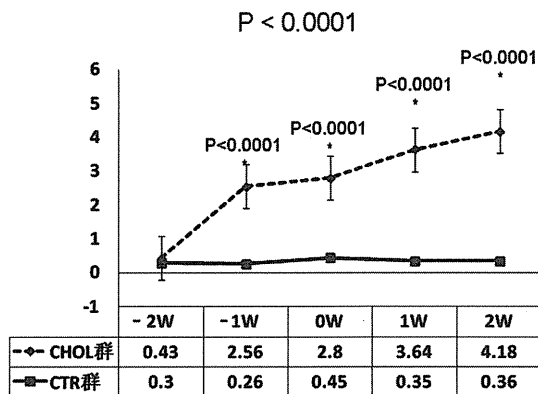 P < 0.0001
6
5
4
3
2
1
0
-1
P<0.0001
*
P<0.0001
*
P<0.0001
*
P<0.0001
*
－2W －1W 0W 1W 2W
CHOL群 0.43 2.56 2.8 3.64 4.18
CTR群 0.3 0.26 0.45 0.35 0.36